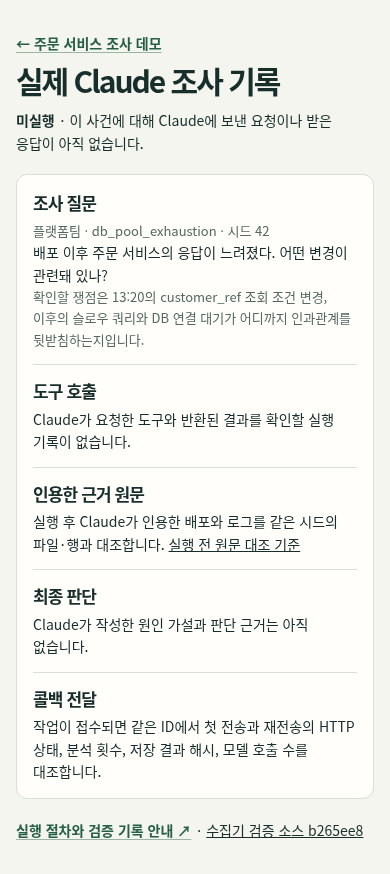 ← 주문 서비스 조사 데모
실제 Claude 조사 기록
미실행 · 이 사건에 대해 Claude에 보낸 요청이나 받은
응답이 아직 없습니다.
조사 질문
플랫폼팀 · db_pool_exhaustion · 시드 42
배포 이후 주문 서비스의 응답이 느려졌다. 어떤 변경이
관련돼 있나?
확인할 쟁점은 13:20의 customer_ref 조회 조건 변경,
이후의 슬로우 쿼리와 DB 연결 대기가 어디까지 인과관계를
뒷받침하는지입니다.
도구 호출
Claude가 요청한 도구와 반환된 결과를 확인할 실행
기록이 없습니다.
인용한 근거 원문
실행 후 Claude가 인용한 배포와 로그를 같은 시드의
파일·행과 대조합니다. 실행 전 원문 대조 기준
최종 판단
Claude가 작성한 원인 가설과 판단 근거는 아직
없습니다.
콜백 전달
작업이 접수되면 같은 ID에서 첫 전송과 재전송의 HTTP
상태, 분석 횟수, 저장 결과 해시, 모델 호출 수를
대조합니다.
실행 절차와 검증 기록 안내 ↗ · 수집기 검증 소스 b265ee8